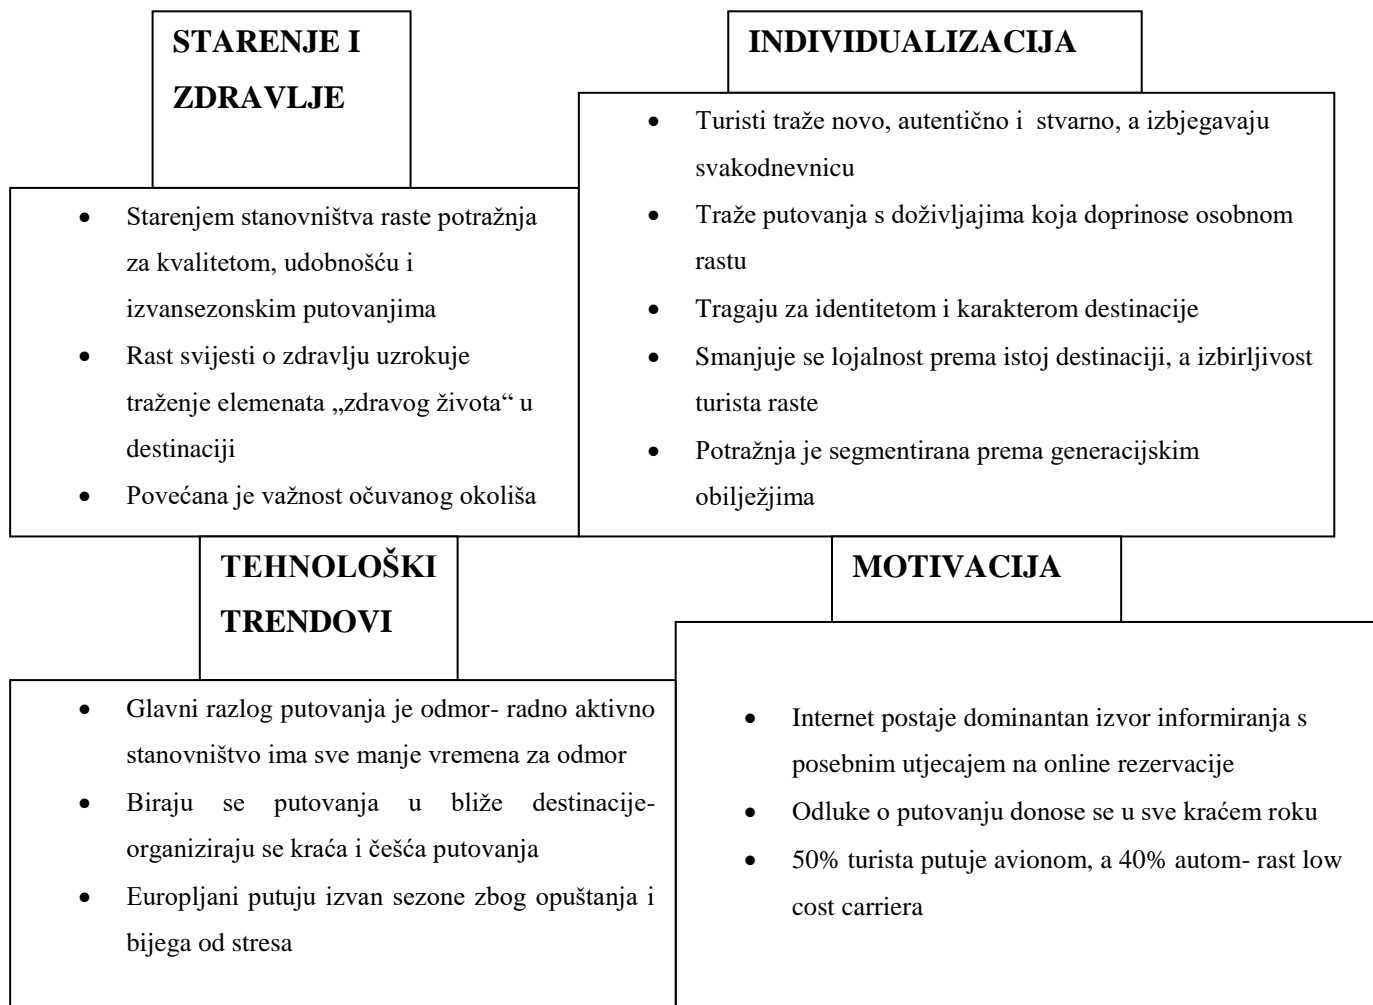 STARENJE I
ZDRAVLJE
• Starenjem stanovništva raste potražnja
za kvalitetom, udobnošću i
izvansezonskim putovanjima
• Rast svijesti o zdravlju uzrokuje
traženje elemenata „zdravog života“ u
destinaciji
• Povećana je važnost očuvanog okoliša
INDIVIDUALIZACIJA
• Turisti traže novo, autentično i stvarno, a izbjegavaju
svakodnevnicu
• Traže putovanja s doživljajima koja doprinose osobnom
rastu
• Tragaju za identitetom i karakterom destinacije
• Smanjuje se lojalnost prema istoj destinaciji, a izbirljivost
turista raste
• Potražnja je segmentirana prema generacijskim
obilježjima
TEHNOLOŠKI
TRENDOVI
• Glavni razlog putovanja je odmor- radno aktivno
stanovništvo ima sve manje vremena za odmor
• Biraju se putovanja u bliže destinacije-
organiziraju se kraća i češća putovanja
• Europljani putuju izvan sezone zbog opuštanja i
bijega od stresa
MOTIVACIJA
• Internet postaje dominantan izvor informiranja s
posebnim utjecajem na online rezervacije
• Odluke o putovanju donose se u sve kraćem roku
• 50% turista putuje avionom, a 40% autom- rast low
cost carriera